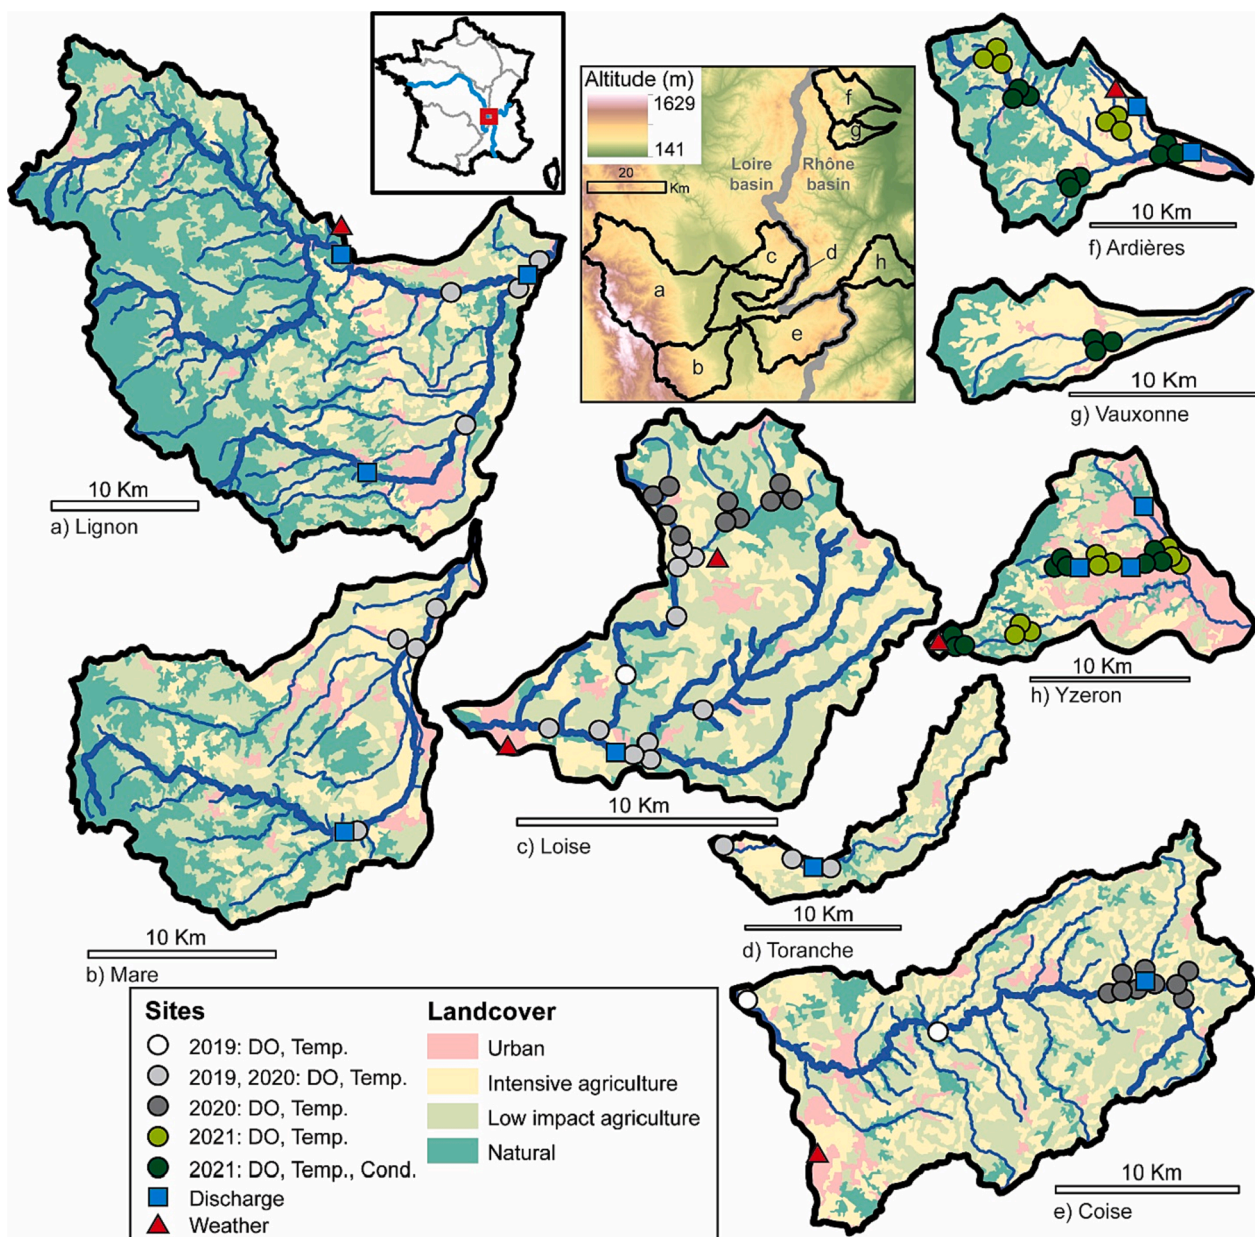 Altitude (m)
1629
141
20
Km
Loire
basin
Rhône
basin
a
b
c
d
e
f
g
h
10 Km
a) Lignon
10 Km
b) Mare
10 Km
c) Loise
10 Km
d) Toranche
10 Km
e) Coise
10 Km
f) Ardières
10 Km
g) Vauxonne
10 Km
h) Yzeron
Sites
2019: DO, Temp.
2019, 2020: DO, Temp.
2020: DO, Temp.
2021: DO, Temp.
2021: DO, Temp., Cond.
Discharge
Weather
Landcover
Urban
Intensive agriculture
Low impact agriculture
Natural